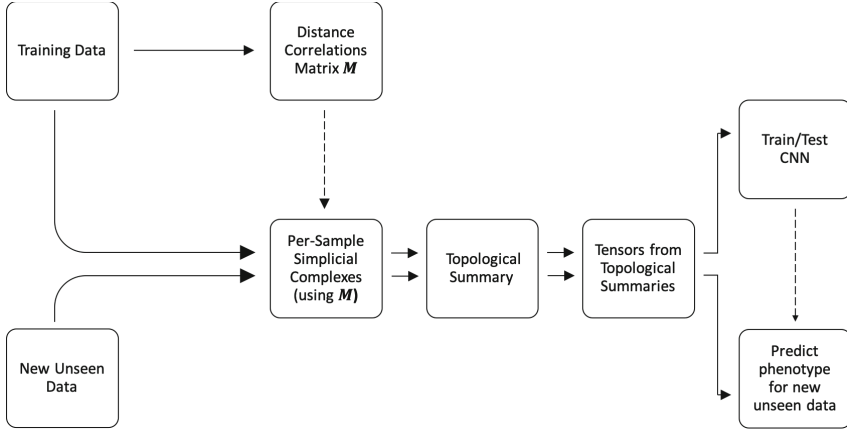 Training Data
Distance
Correlations
Matrix M
Train/Test
CNN
Per-Sample
Simplicial
Complexes
(using M)
Topological
Summary
Tensors from
Topological
Summaries
New Unseen
Data
Predict
phenotype
for new
unseen data